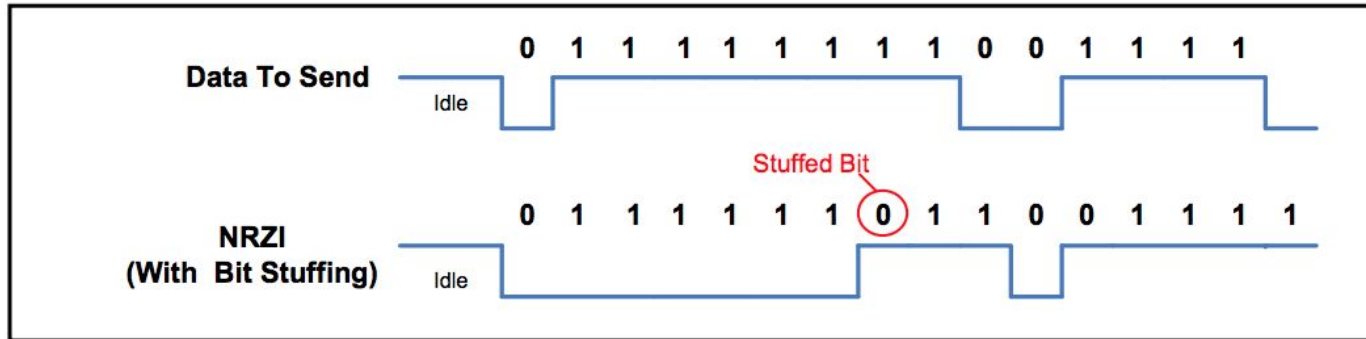 0 1 1 1 1 1 1 1 1 0 0 1 1 1 1
Data To Send
Idle
Stuffed Bit
0 1 1 1 1 1 1 0 1 1 0 0 1 1 1 1
NRZI
(With Bit Stuffing)
Idle